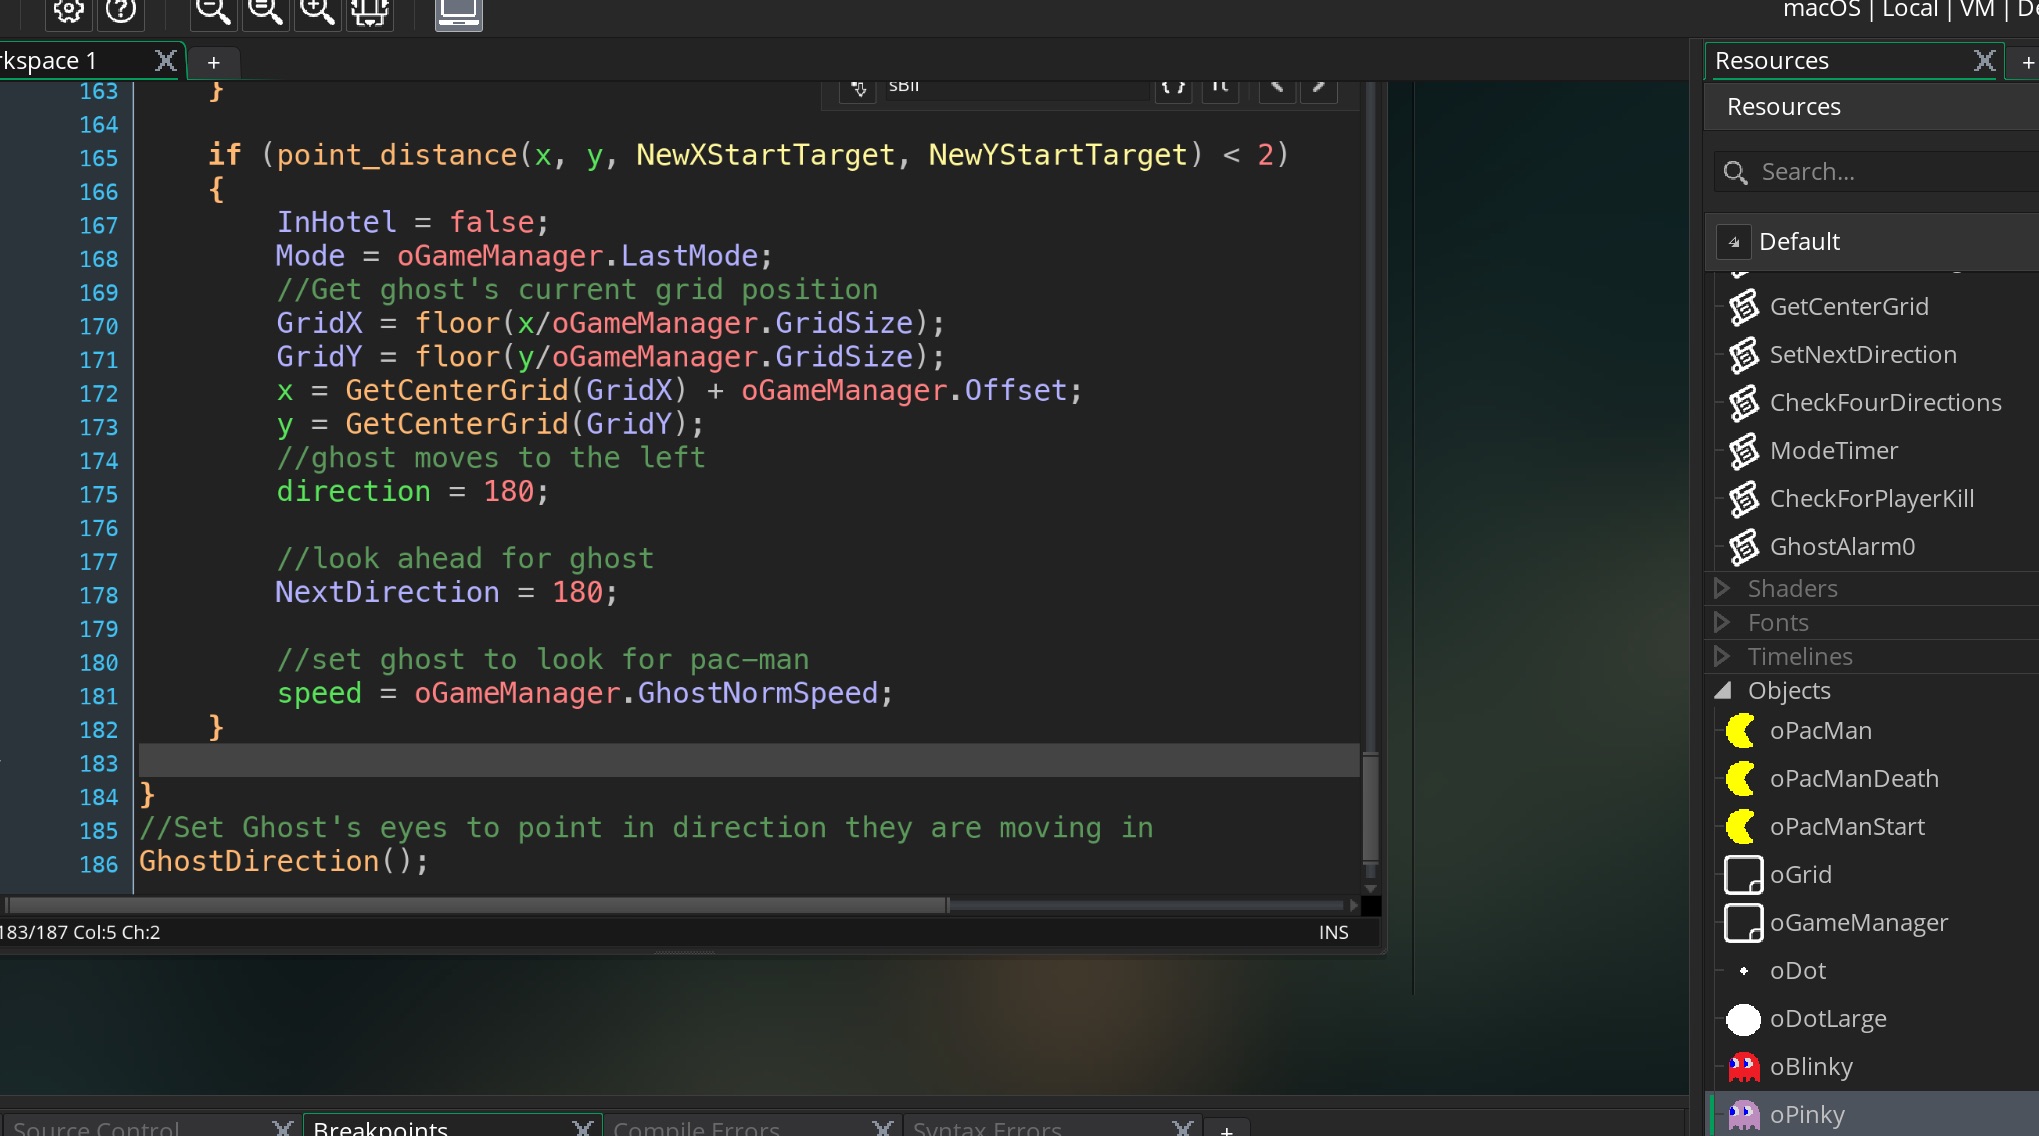 macOS | Local | VM |
rkspace 1
+
Resources
+
Resources
Search...
Default
GetCenterGrid
SetNextDirection
CheckFourDirections
ModeTimer
CheckForPlayerKill
GhostAlarm0
Shaders
Fonts
Timelines
Objects
oPacMan
oPacManDeath
oPacManStart
oGrid
oGameManager
oDot
oDotLarge
oBlinky
oPinky
163 }
164
165 if (point_distance(x, y, NewXStartTarget, NewYStartTarget) < 2)
166 {
167 InHotel = false;
168 Mode = oGameManager.LastMode;
169 //Get ghost's current grid position
170 GridX = floor(x/oGameManager.GridSize);
171 GridY = floor(y/oGameManager.GridSize);
172 x = GetCenterGrid(GridX) + oGameManager.Offset;
173 y = GetCenterGrid(GridY);
174 //ghost moves to the left
175 direction = 180;
176
177 //look ahead for ghost
178 NextDirection = 180;
179
180 //set ghost to look for pac-man
181 speed = oGameManager.GhostNormSpeed;
182 }
183
184 }
185 //Set Ghost's eyes to point in direction they are moving in
186 GhostDirection();
183/187 Col:5 Ch:2
INS
Source Control
Breakpoints
Compile Errors
Syntax Errors
+